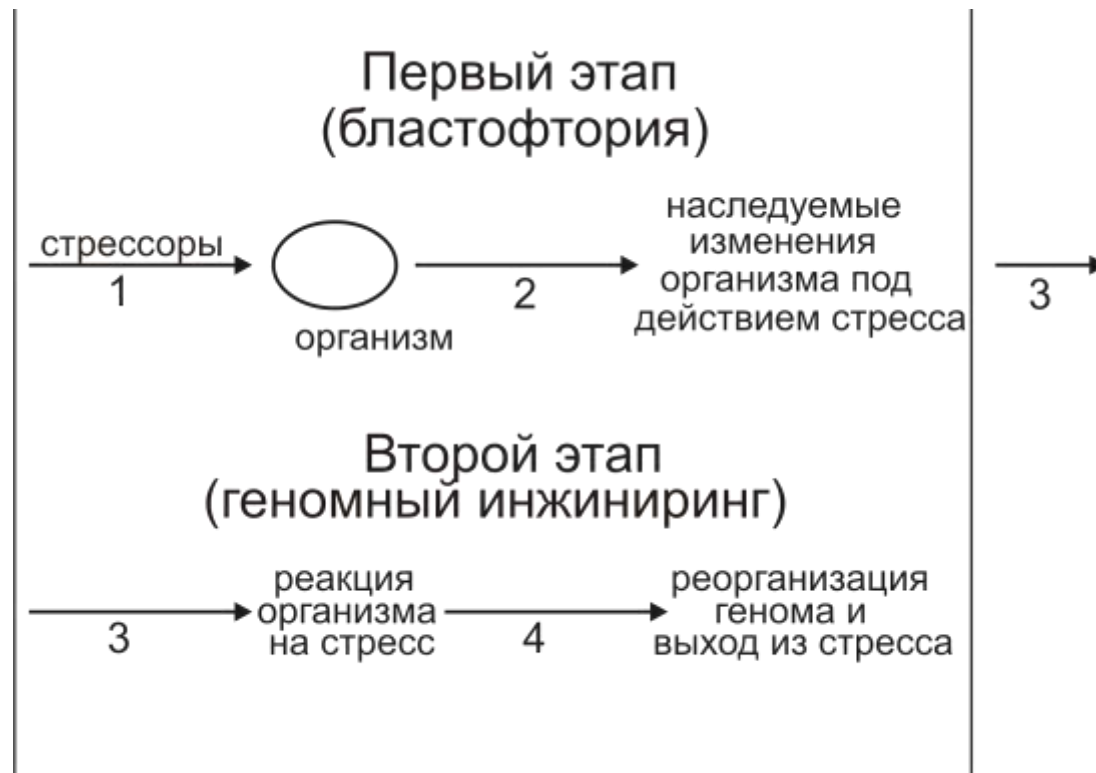 Первый этап
(бластофтория)
стрессоры
1
организм
2
наследуемые
изменения
организма под
действием стресса
3
Второй этап
(геномный инжиниринг)
3
реакция
организма
на стресс
4
реорганизация
генома и
выход из стресса